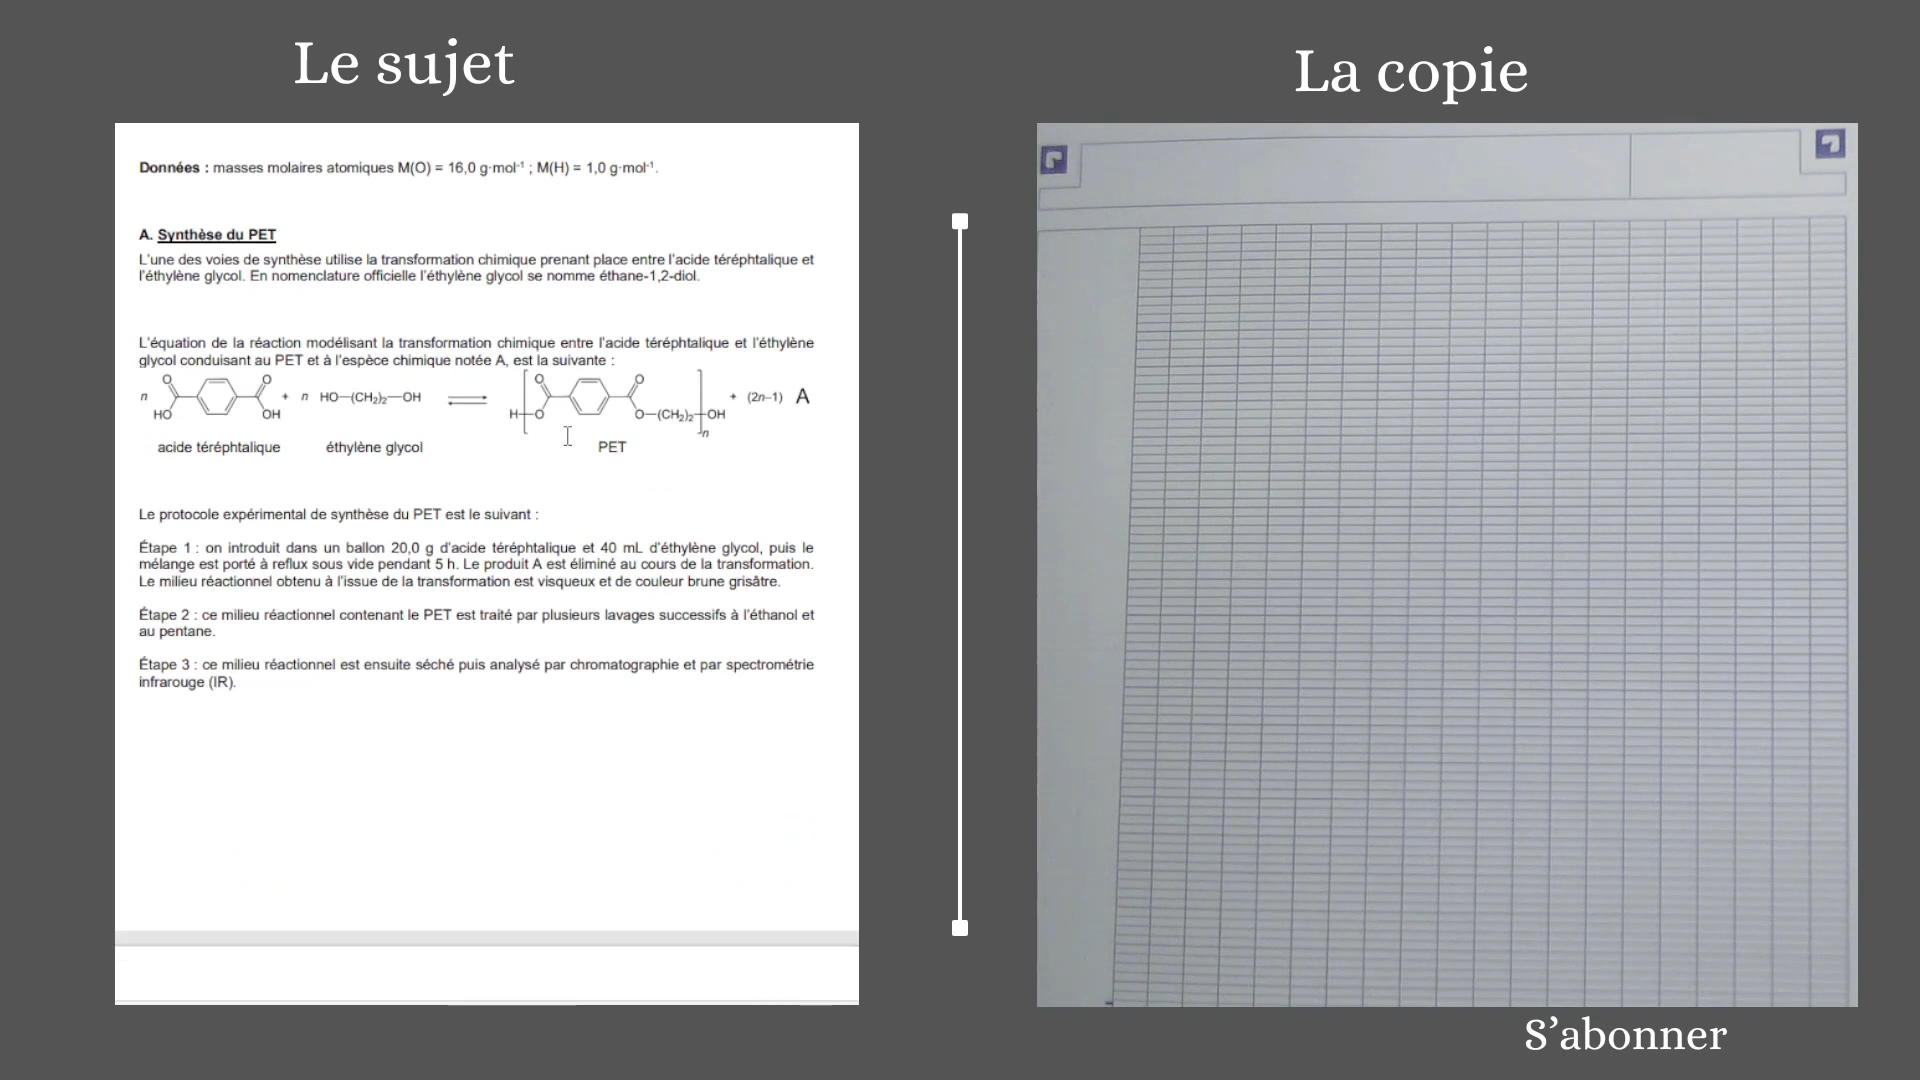 Le sujet
La copie
Données : masses molaires atomiques M(O) = 16,0 g·mol-1 ; M(H) = 1,0 g·mol-1.
A. Synthèse du PET
L'une des voies de synthèse utilise la transformation chimique prenant place entre l'acide téréphtalique et
l'éthylène glycol. En nomenclature officielle l'éthylène glycol se nomme éthane-1,2-diol.
L'équation de la réaction modélisant la transformation chimique entre l'acide téréphtalique et l'éthylène
glycol conduisant au PET et à l'espèce chimique notée A, est la suivante :
O O O O
n + n HO—(CH2)2—OH ⇌ + (2n–1) A
HO OH H O O—(CH2)2 OH
n
acide téréphtalique éthylène glycol PET
Le protocole expérimental de synthèse du PET est le suivant :
Étape 1 : on introduit dans un ballon 20,0 g d'acide téréphtalique et 40 mL d'éthylène glycol, puis le
mélange est porté à reflux sous vide pendant 5 h. Le produit A est éliminé au cours de la transformation.
Le milieu réactionnel obtenu à l'issue de la transformation est visqueux et de couleur brune grisâtre.
Étape 2 : ce milieu réactionnel contenant le PET est traité par plusieurs lavages successifs à l'éthanol et
au pentane.
Étape 3 : ce milieu réactionnel est ensuite séché puis analysé par chromatographie et par spectrométrie
infrarouge (IR).
S'abonner